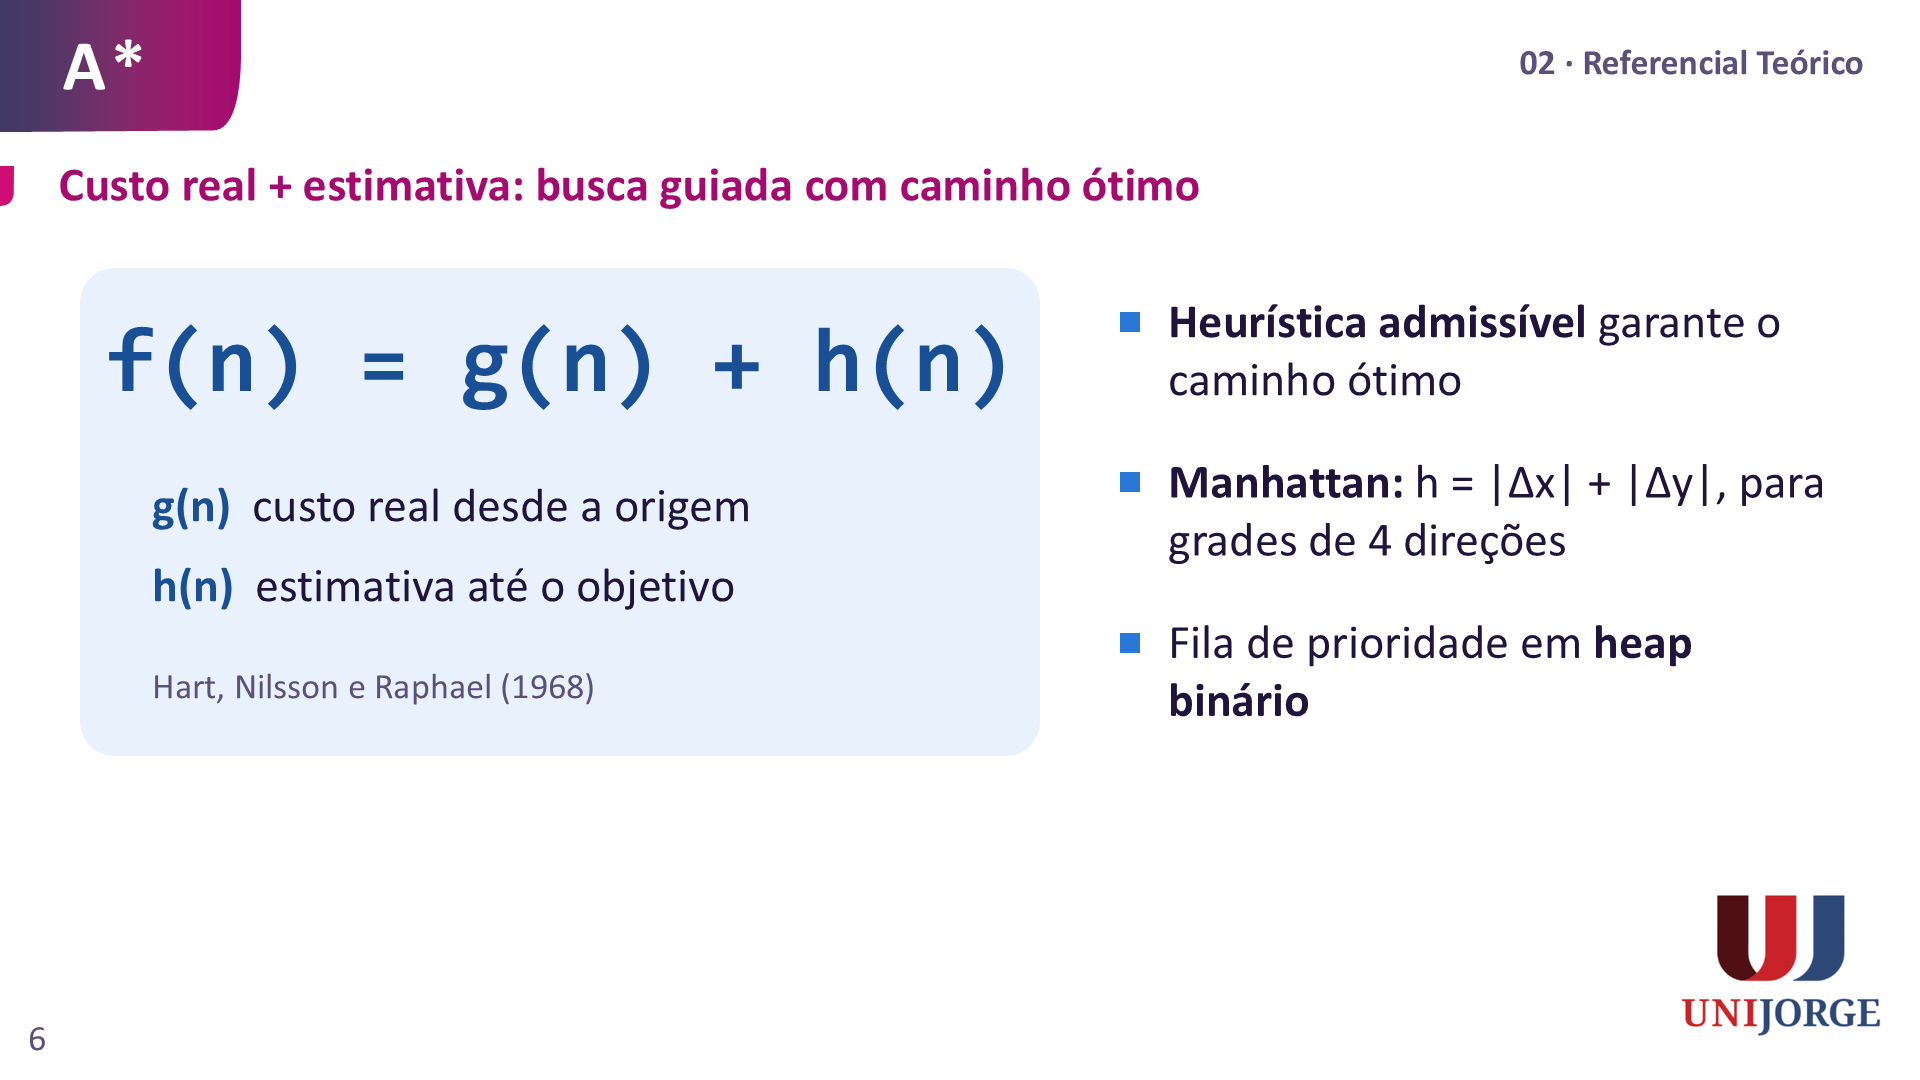 A*
02 · Referencial Teórico
Custo real + estimativa: busca guiada com caminho ótimo
f(n) = g(n) + h(n)
g(n) custo real desde a origem
h(n) estimativa até o objetivo
Hart, Nilsson e Raphael (1968)
Heurística admissível garante o
caminho ótimo
Manhattan: h = |Δx| + |Δy|, para
grades de 4 direções
Fila de prioridade em heap
binário
UNIJORGE
6